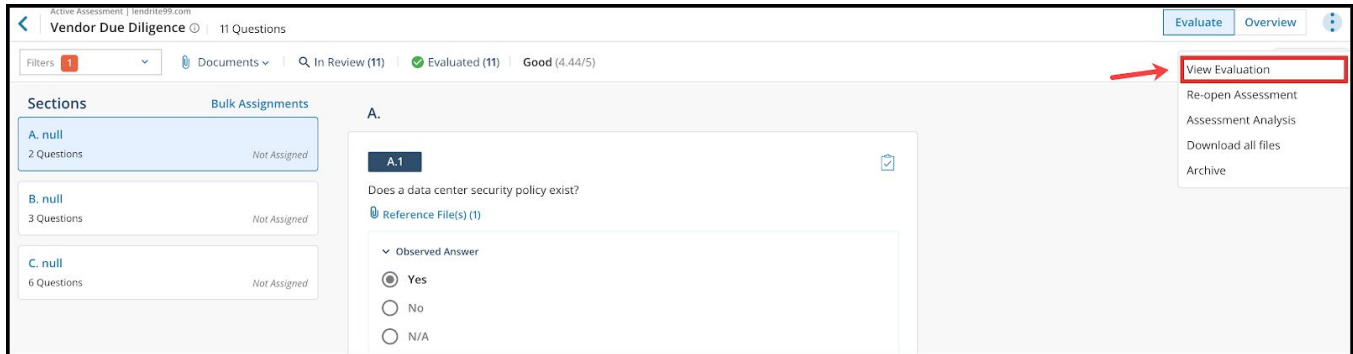 Active Assessment | lendrite99.com
Vendor Due Diligence 11 Questions
Evaluate Overview
Filters 1 Documents In Review (11) Evaluated (11) Good (4.44/5)
View Evaluation
Re-open Assessment
Assessment Analysis
Download all files
Archive
Sections Bulk Assignments
A. null
2 Questions Not Assigned
B. null
3 Questions Not Assigned
C. null
6 Questions Not Assigned
A.
A.1
Does a data center security policy exist?
Reference File(s) (1)
Observed Answer
Yes
No
N/A